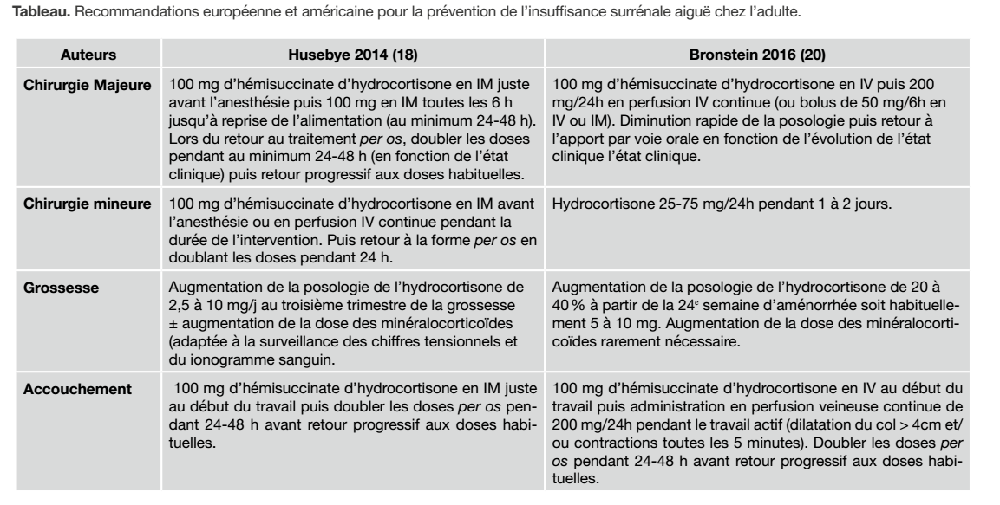 Tableau. Recommandations européenne et américaine pour la prévention de l'insuffisance surrénale aiguë chez l'adulte.
Auteurs
Husebye 2014 (18)
Bronstein 2016 (20)
Chirurgie Majeure
100 mg d'hémisuccinate d'hydrocortisone en IM juste
avant l'anesthésie puis 100 mg en IM toutes les 6 h
jusqu'à reprise de l'alimentation (au minimum 24-48 h).
Lors du retour au traitement per os, doubler les doses
pendant au minimum 24-48 h (en fonction de l'état
clinique) puis retour progressif aux doses habituelles.
100 mg d'hémisuccinate d'hydrocortisone en IV puis 200
mg/24h en perfusion IV continue (ou bolus de 50 mg/6h en
IV ou IM). Diminution rapide de la posologie puis retour à
l'apport par voie orale en fonction de l'évolution de l'état
clinique l'état clinique.
Chirurgie mineure
100 mg d'hémisuccinate d'hydrocortisone en IM avant
l'anesthésie ou en perfusion IV continue pendant la
durée de l'intervention. Puis retour à la forme per os en
doublant les doses pendant 24 h.
Hydrocortisone 25-75 mg/24h pendant 1 à 2 jours.
Grossesse
Augmentation de la posologie de l'hydrocortisone de
2,5 à 10 mg/j au troisième trimestre de la grossesse
± augmentation de la dose des minéralocorticoïdes
(adaptée à la surveillance des chiffres tensionnels et
du ionogramme sanguin.
Augmentation de la posologie de l'hydrocortisone de 20 à
40 % à partir de la 24e semaine d'aménorrhée soit habituelle-
ment 5 à 10 mg. Augmentation de la dose des minéralocorti-
coïdes rarement nécessaire.
Accouchement
100 mg d'hémisuccinate d'hydrocortisone en IM juste
au début du travail puis doubler les doses per os pen-
dant 24-48 h avant retour progressif aux doses habi-
tuelles.
100 mg d'hémisuccinate d'hydrocortisone en IV au début du
travail puis administration en perfusion veineuse continue de
200 mg/24h pendant le travail actif (dilatation du col > 4cm et/
ou contractions toutes les 5 minutes). Doubler les doses per
os pendant 24-48 h avant retour progressif aux doses habi-
tuelles.